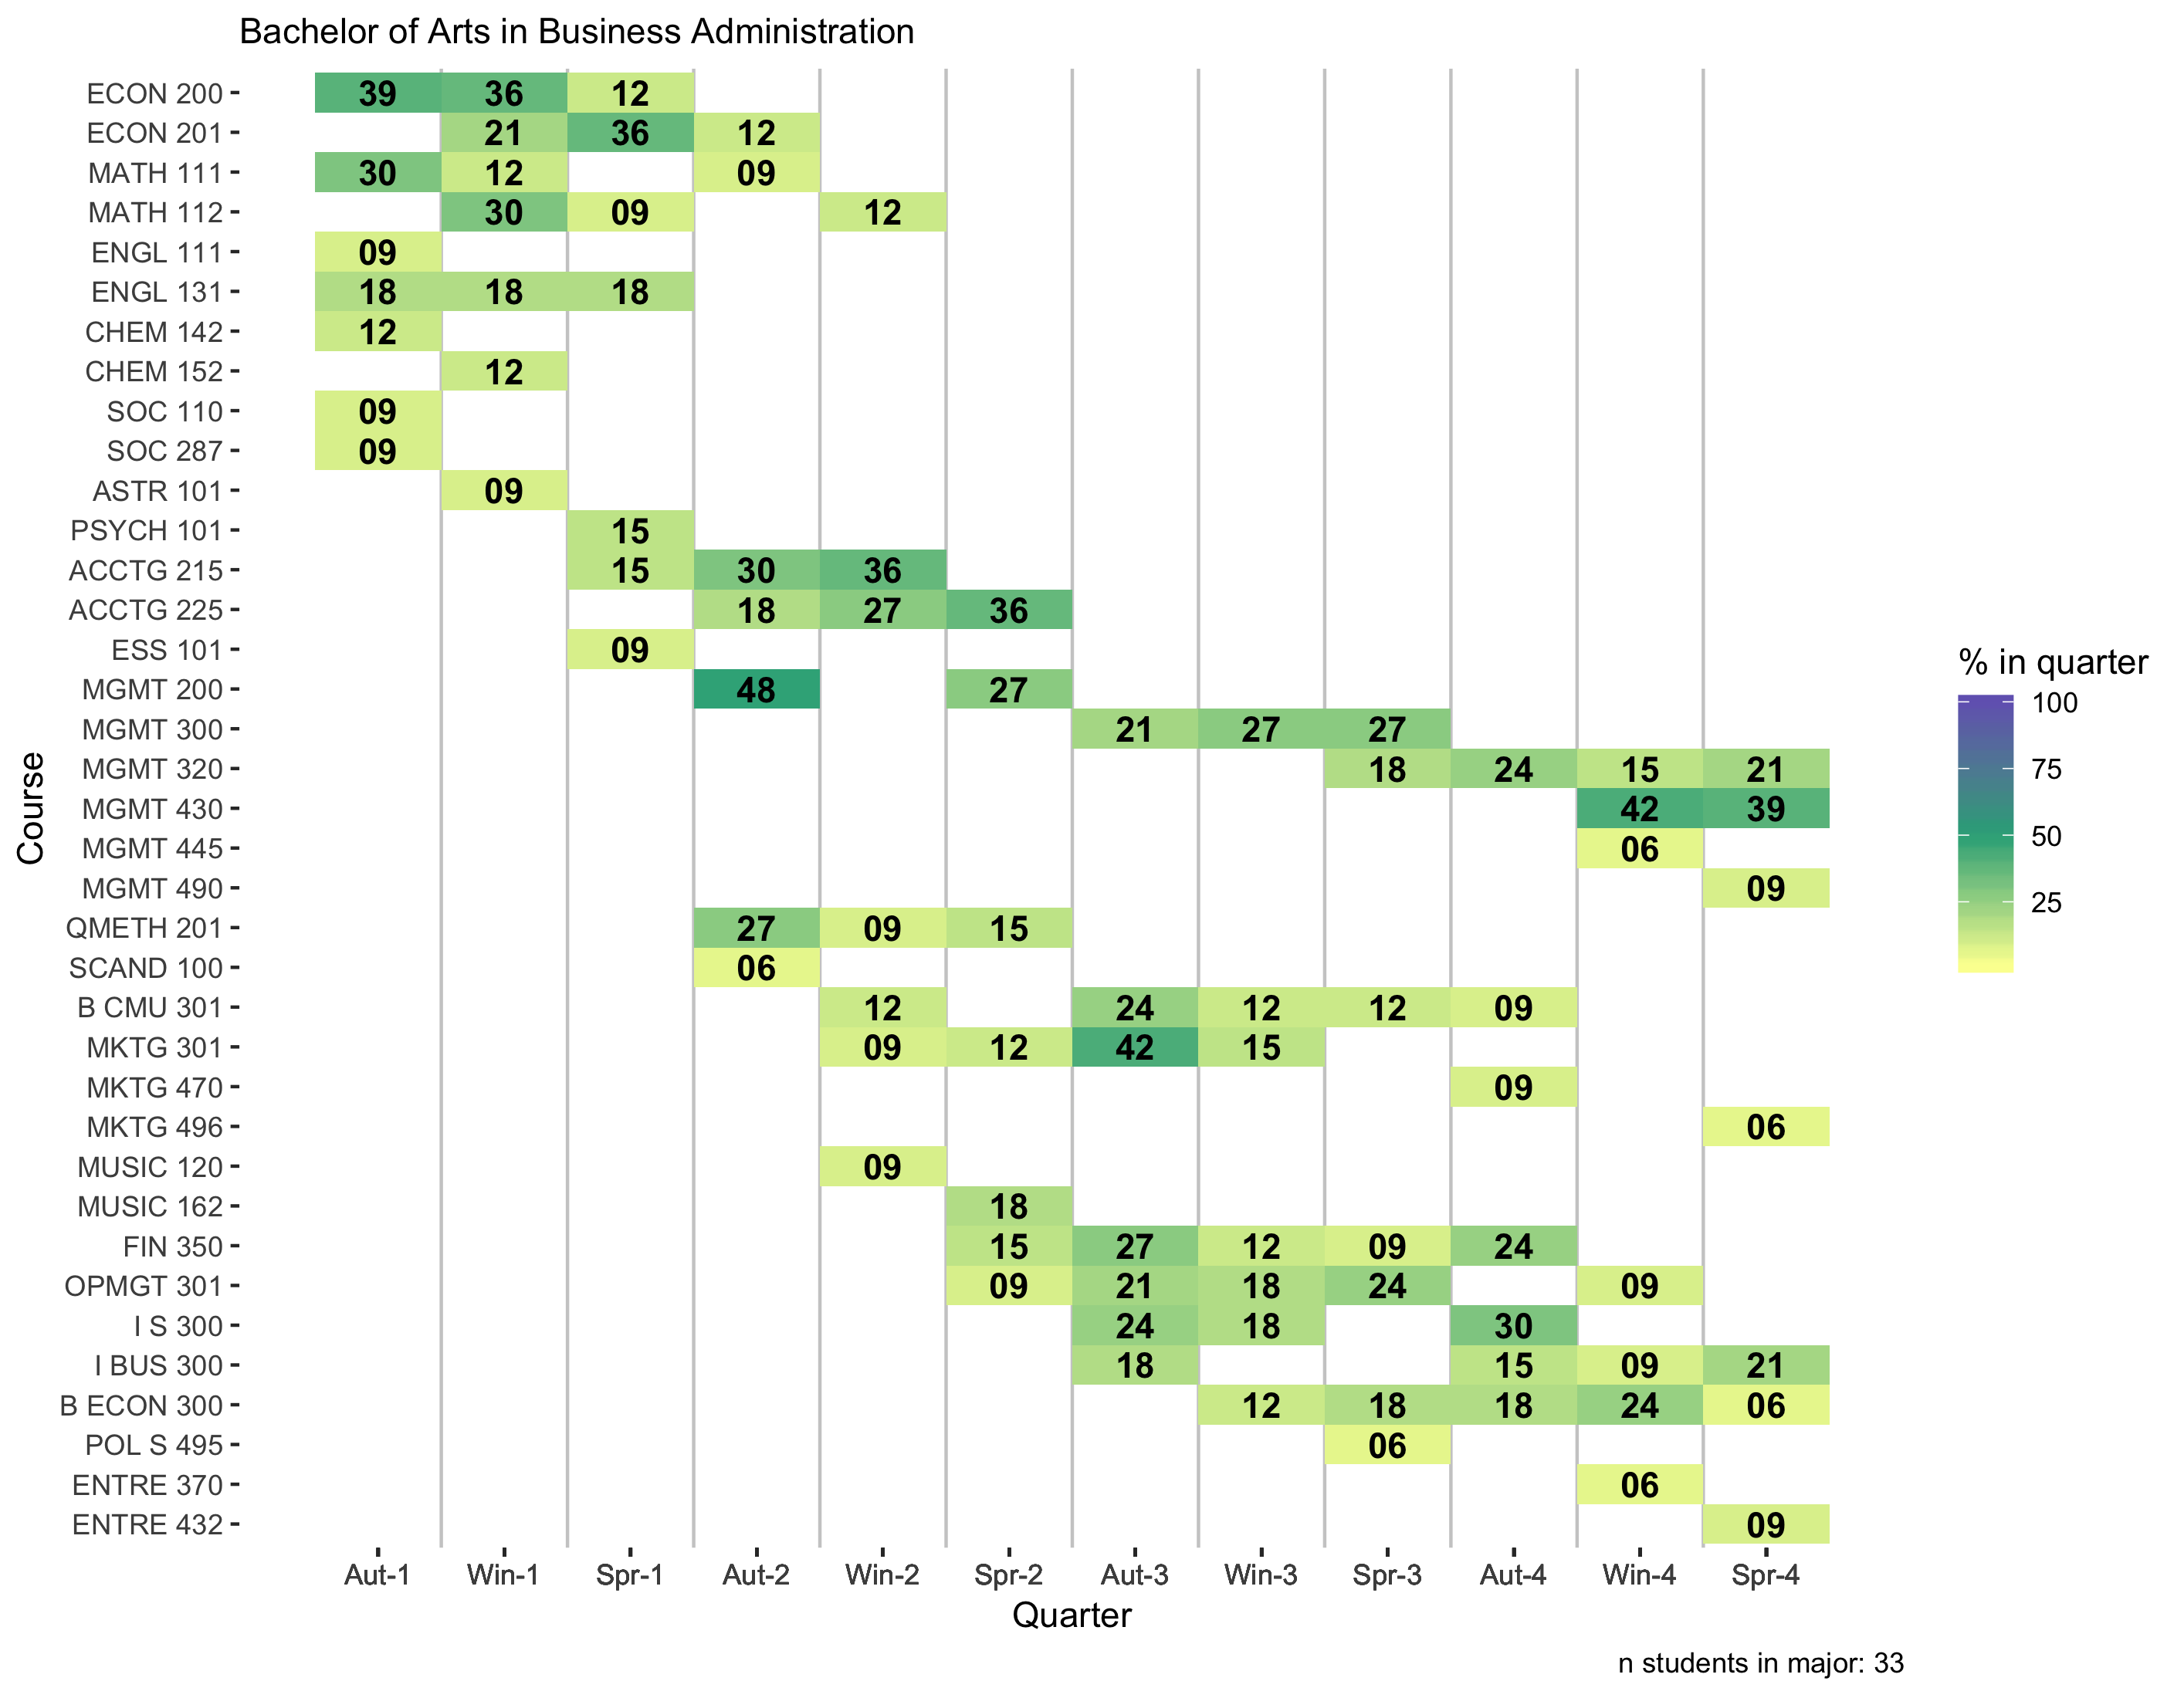 Bachelor of Arts in Business Administration
ECON 200 39 36 12
ECON 201 21 36 12
MATH 111 30 12 09
MATH 112 30 09 12
ENGL 111 09
ENGL 131 18 18 18
CHEM 142 12
CHEM 152 12
SOC 110 09
SOC 287 09
ASTR 101 09
PSYCH 101 15
ACCTG 215 15 30 36
ACCTG 225 18 27 36
ESS 101 09
MGMT 200 48 27
MGMT 300 21 27 27
MGMT 320 18 24 15 21
MGMT 430 42 39
MGMT 445 06
MGMT 490 09
QMETH 201 27 09 15
SCAND 100 06
B CMU 301 12 24 12 12 09
MKTG 301 09 12 42 15
MKTG 470 09
MKTG 496 06
MUSIC 120 09
MUSIC 162 18
FIN 350 15 27 12 09 24
OPMGT 301 09 21 18 24 09
I S 300 24 18 30
I BUS 300 18 15 09 21
B ECON 300 12 18 18 24 06
POL S 495 06
ENTRE 370 06
ENTRE 432 09
Course
Aut-1 Win-1 Spr-1 Aut-2 Win-2 Spr-2 Aut-3 Win-3 Spr-3 Aut-4 Win-4 Spr-4
Quarter
% in quarter
100
75
50
25
n students in major: 33